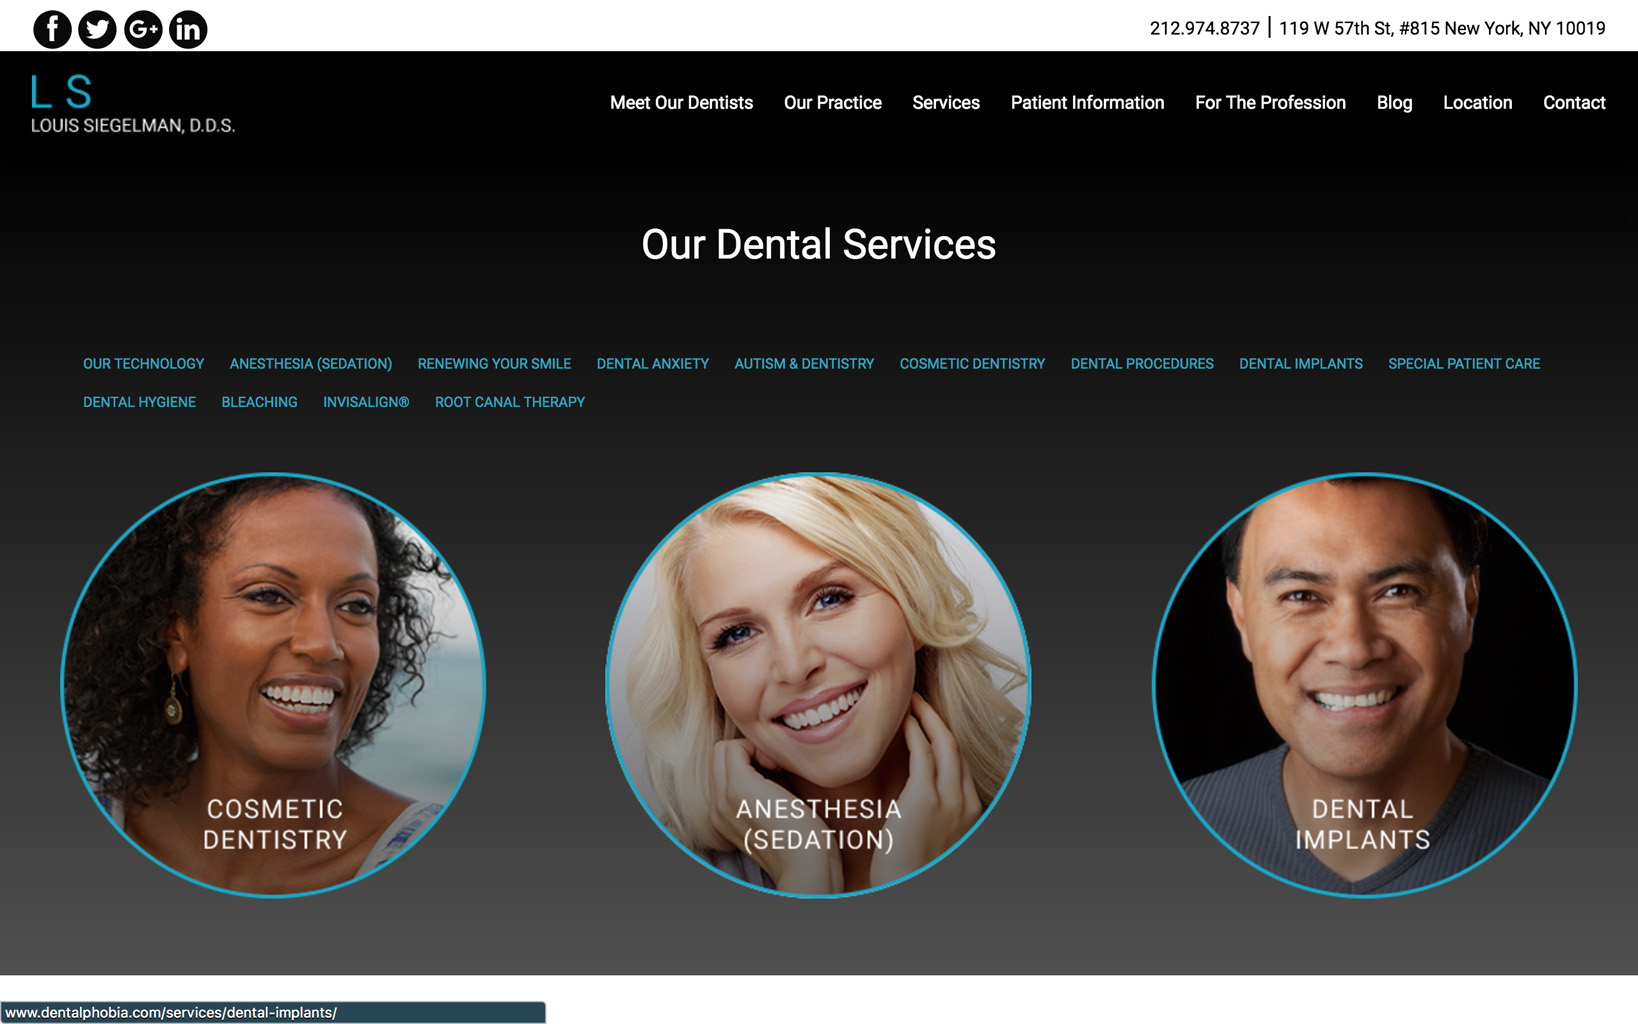 212.974.8737 | 119 W 57th St, #815 New York, NY 10019
L S
LOUIS SIEGELMAN, D.D.S.
Meet Our Dentists Our Practice Services Patient Information For The Profession Blog Location Contact
Our Dental Services
OUR TECHNOLOGY ANESTHESIA (SEDATION) RENEWING YOUR SMILE DENTAL ANXIETY AUTISM & DENTISTRY COSMETIC DENTISTRY DENTAL PROCEDURES DENTAL IMPLANTS SPECIAL PATIENT CARE
DENTAL HYGIENE BLEACHING INVISALIGN® ROOT CANAL THERAPY
COSMETIC
DENTISTRY
ANESTHESIA
(SEDATION)
DENTAL
IMPLANTS
www.dentalphobia.com/services/dental-implants/